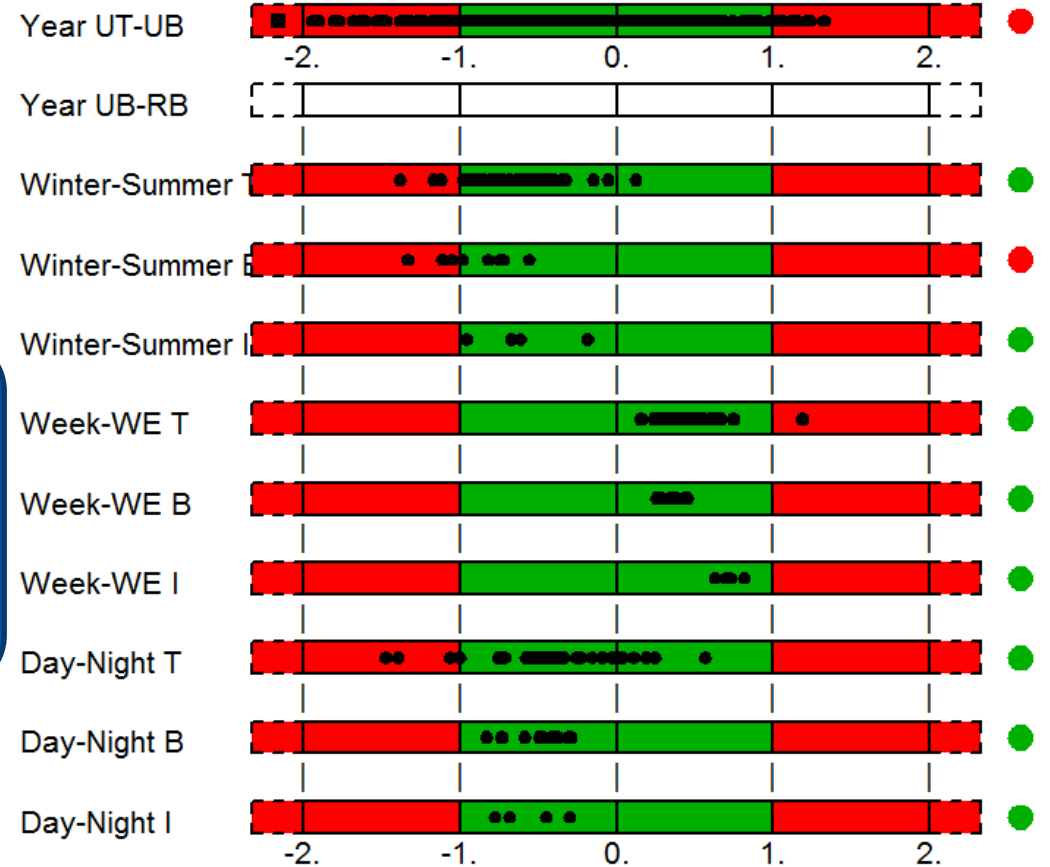 Year UT-UB
-2. -1. 0. 1. 2.
Year UB-RB
Winter-Summer T
Winter-Summer B
Winter-Summer I
Week-WE T
Week-WE B
Week-WE I
Day-Night T
Day-Night B
Day-Night I
-2. -1. 0. 1. 2.